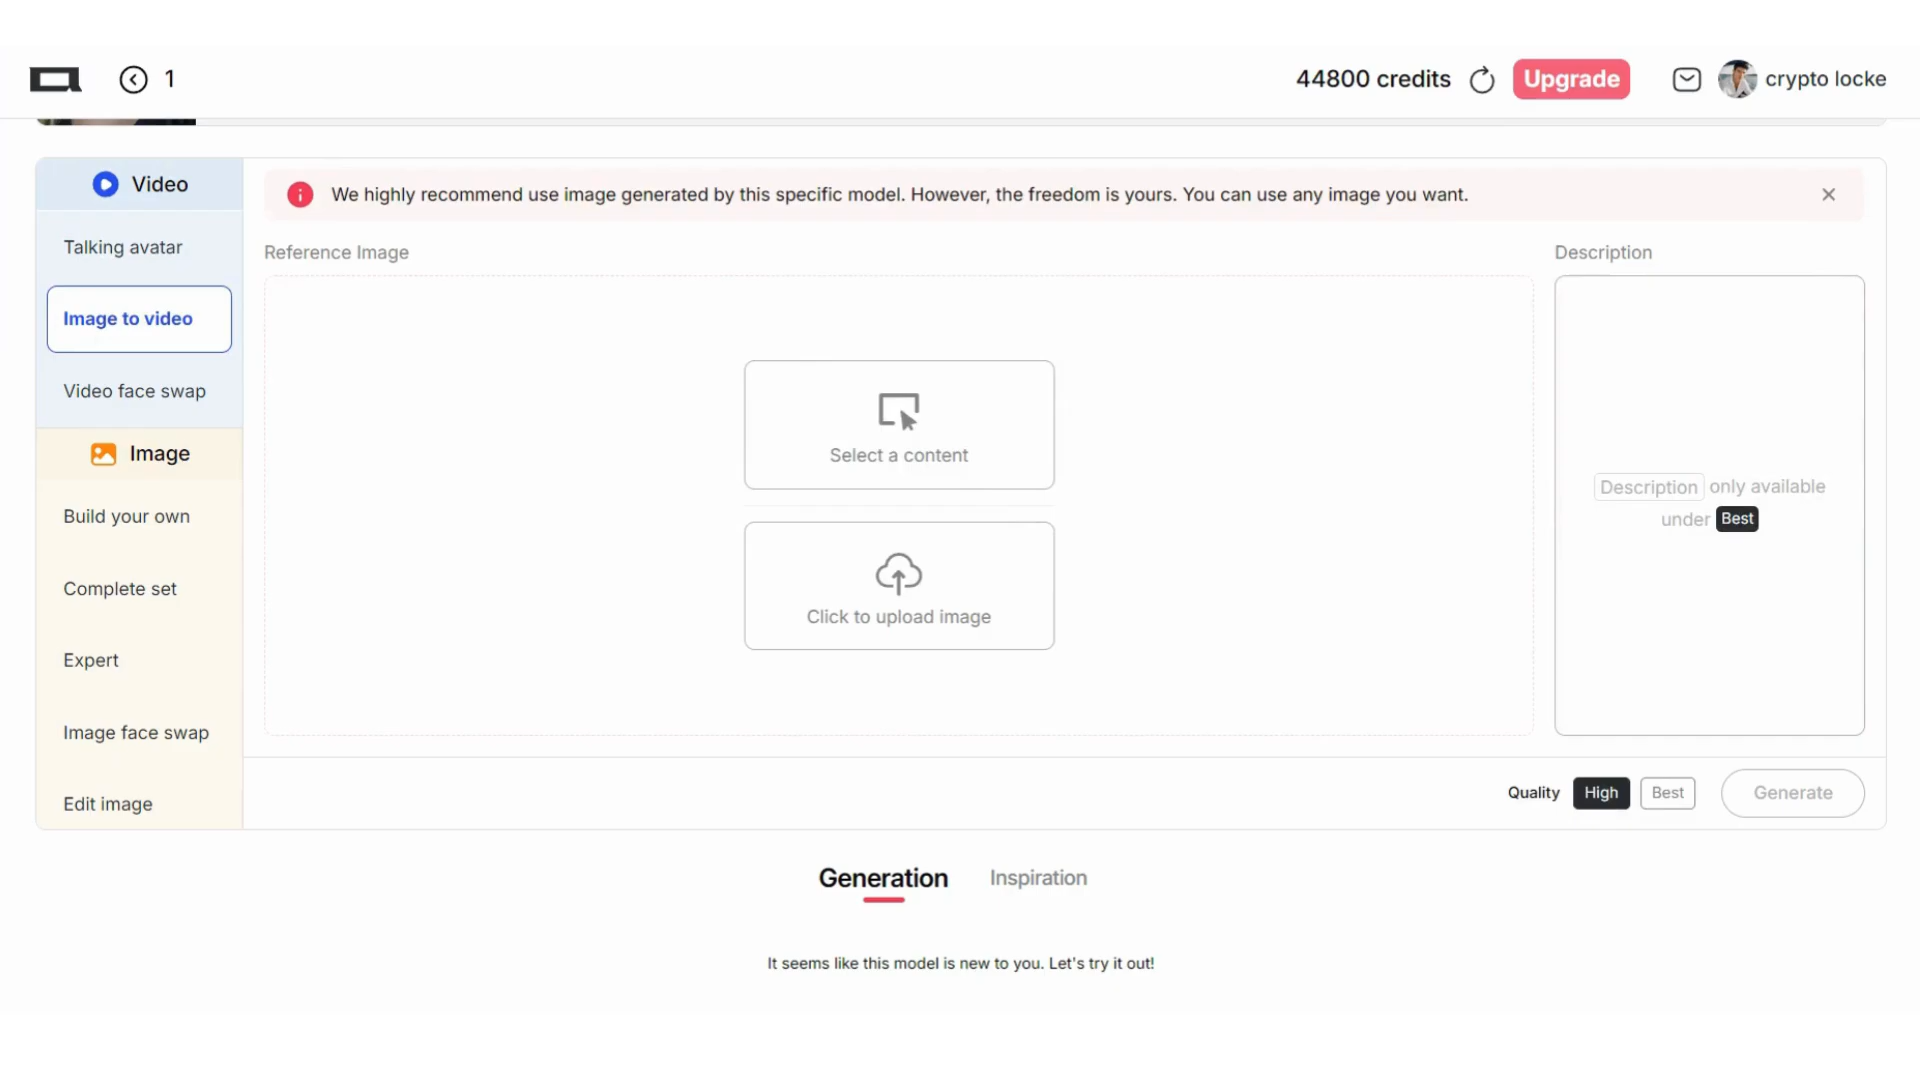 1
44800 credits
Upgrade
crypto locke
Video
We highly recommend use image generated by this specific model. However, the freedom is yours. You can use any image you want.
Talking avatar
Image to video
Video face swap
Image
Build your own
Complete set
Expert
Image face swap
Edit image
Reference Image
Select a content
Click to upload image
Description
Description only available
under Best
Quality High Best Generate
Generation Inspiration
It seems like this model is new to you. Let's try it out!